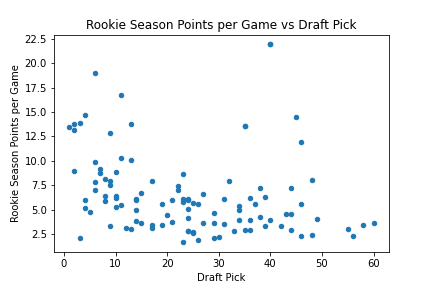 Rookie Season Points per Game vs Draft Pick
22.5
20.0
17.5
15.0
12.5
10.0
7.5
5.0
2.5
Rookie Season Points per Game
0 10 20 30 40 50 60
Draft Pick